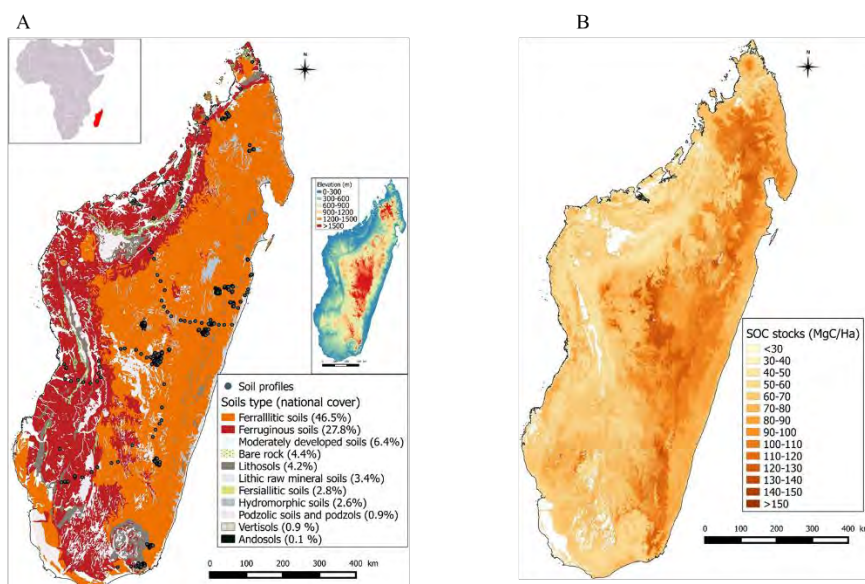 A
B
N
N
Elevation (m)
0-300
300-600
600-900
900-1200
1200-1500
>1500
Soil profiles
Soils type (national cover)
Ferralllitic soils (46.5%)
Ferruginous soils (27.8%)
Moderately developed soils (6.4%)
Bare rock (4.4%)
Lithosols (4.2%)
Lithic raw mineral soils (3.4%)
Fersiallitic soils (2.8%)
Hydromorphic soils (2.6%)
Podzolic soils and podzols (0.9%)
Vertisols (0.9 %)
Andosols (0.1 %)
0 100 200 300 400 km
SOC stocks (MgC/Ha)
<30
30-40
40-50
50-60
60-70
70-80
80-90
90-100
100-110
110-120
120-130
130-140
140-150
>150
0 100 200 300 400
km